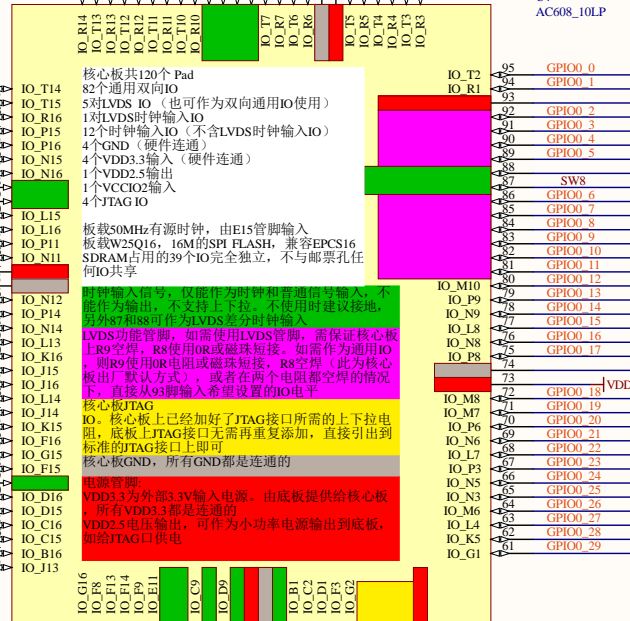 AC608_10LP
IO_R14
IO_T13
IO_R13
IO_T12
IO_R12
IO_T11
IO_R11
IO_T10
IO_R10
IO_T7
IO_R7
IO_T6
IO_R6
IO_T5
IO_R5
IO_T4
IO_R4
IO_T3
IO_R3
核心板共120个 Pad
82个通用双向IO
5对LVDS IO（也可作为双向通用IO使用）
1对LVDS时钟输入IO
12个时钟输入IO（不含LVDS时钟输入IO）
4个GND（硬件连通）
4个VDD3.3输入（硬件连通）
1个VDD2.5输出
1个VCCIO2输入
4个JTAG IO
板载50MHz有源时钟，由E15管脚输入
板载W25Q16，16M的SPI FLASH，兼容EPCS16
SDRAM占用的39个IO完全独立，不与邮票孔任
何IO共享
时钟输入信号，仅能作为时钟和普通信号输入，不
能作为输出，不支持上下拉。不使用时建议接地，
另外87和88可作为LVDS差分时钟输入
LVDS功能管脚，如需使用LVDS管脚，需保证核心板
上R9空焊，R8使用0R或磁珠短接。如需作为通用IO
，则R9使用0R电阻或磁珠短接，R8空焊（此为核心
板出厂默认方式），或者在两个电阻都空焊的情况
下，直接从93脚输入希望设置的IO电平
核心板JTAG
IO。核心板上已经加好了JTAG接口所需的上下拉电
阻，底板上JTAG接口无需再重复添加，直接引出到
标准的JTAG接口上即可
核心板GND，所有GND都是连通的
电源管脚:
VDD3.3为外部3.3V输入电源。由底板提供给核心板
，所有VDD3.3都是连通的
VDD2.5电压输出，可作为小功率电源输出到底板，
如给JTAG口供电
IO_T14
IO_T15
IO_R16
IO_P15
IO_P16
IO_N15
IO_N16
IO_L15
IO_L16
IO_P11
IO_N11
IO_N12
IO_P14
IO_N14
IO_L13
IO_K16
IO_J15
IO_J16
IO_L14
IO_J14
IO_K15
IO_F16
IO_G15
IO_F15
IO_D16
IO_D15
IO_C16
IO_C15
IO_B16
IO_J13
IO_T2
IO_R1
IO_M10
IO_P9
IO_N9
IO_L8
IO_N8
IO_P8
IO_M8
IO_M7
IO_P6
IO_N6
IO_L7
IO_P3
IO_N5
IO_N3
IO_M6
IO_L4
IO_K5
IO_G1
95 GPIO0_0
94 GPIO0_1
93
92 GPIO0_2
91 GPIO0_3
90 GPIO0_4
89 GPIO0_5
88
87 SW8
86 GPIO0_6
85 GPIO0_7
84 GPIO0_8
83 GPIO0_9
82 GPIO0_10
81 GPIO0_11
80 GPIO0_12
79 GPIO0_13
78 GPIO0_14
77 GPIO0_15
76 GPIO0_16
75 GPIO0_17
74
73 VDD
72 GPIO0_18
71 GPIO0_19
70 GPIO0_20
69 GPIO0_21
68 GPIO0_22
67 GPIO0_23
66 GPIO0_24
65 GPIO0_25
64 GPIO0_26
63 GPIO0_27
62 GPIO0_28
61 GPIO0_29
IO_G16
IO_F8
IO_F13
IO_F14
IO_F9
IO_E11
IO_C9
IO_D9
IO_B1
IO_C2
IO_D1
IO_F3
IO_G2